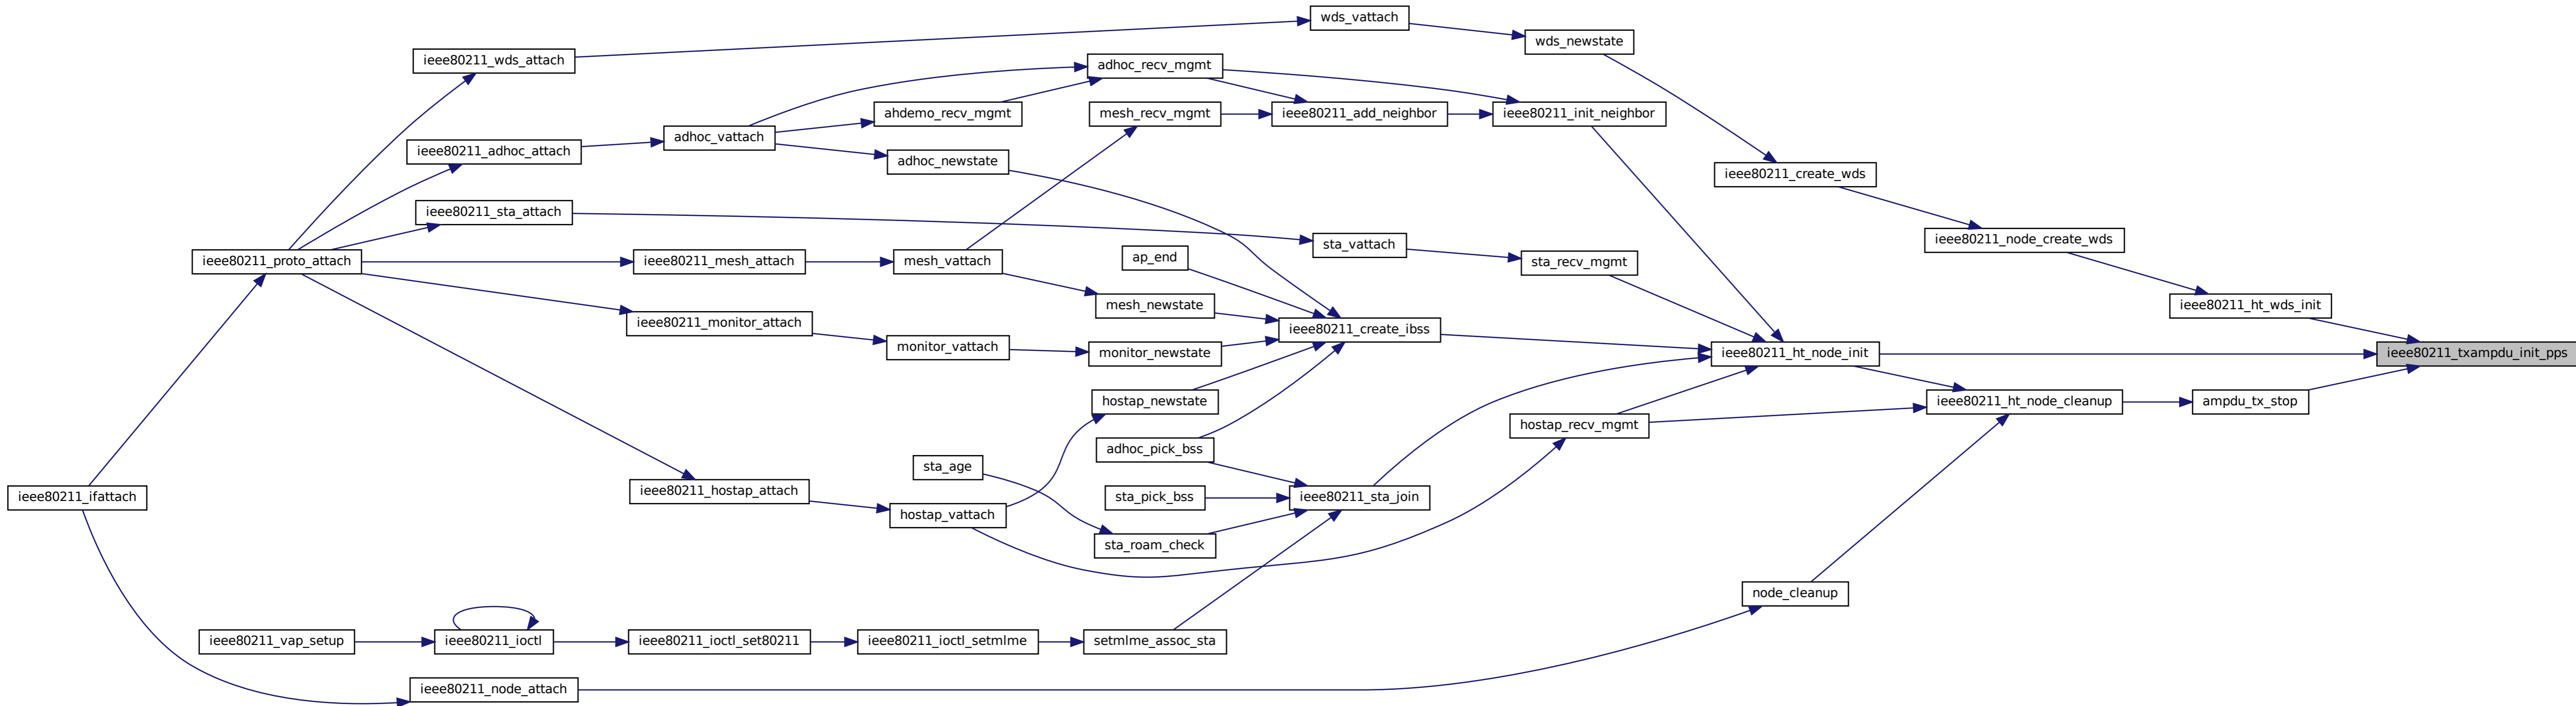 wds_vattach
wds_newstate
ieee80211_wds_attach
adhoc_recv_mgmt
ahdemo_recv_mgmt
mesh_recv_mgmt
ieee80211_add_neighbor
ieee80211_init_neighbor
adhoc_vattach
ieee80211_adhoc_attach
adhoc_newstate
ieee80211_create_wds
ieee80211_sta_attach
ieee80211_node_create_wds
sta_vattach
ap_end
ieee80211_proto_attach
ieee80211_mesh_attach
mesh_vattach
sta_recv_mgmt
mesh_newstate
ieee80211_ht_wds_init
ieee80211_monitor_attach
ieee80211_create_ibss
monitor_vattach
monitor_newstate
ieee80211_ht_node_init
ieee80211_txampdu_init_pps
hostap_newstate
ieee80211_ht_node_cleanup
ampdu_tx_stop
hostap_recv_mgmt
adhoc_pick_bss
sta_age
ieee80211_hostap_attach
ieee80211_ifattach
sta_pick_bss
ieee80211_sta_join
hostap_vattach
sta_roam_check
node_cleanup
ieee80211_vap_setup
ieee80211_ioctl
ieee80211_ioctl_set80211
ieee80211_ioctl_setmlme
setmlme_assoc_sta
ieee80211_node_attach